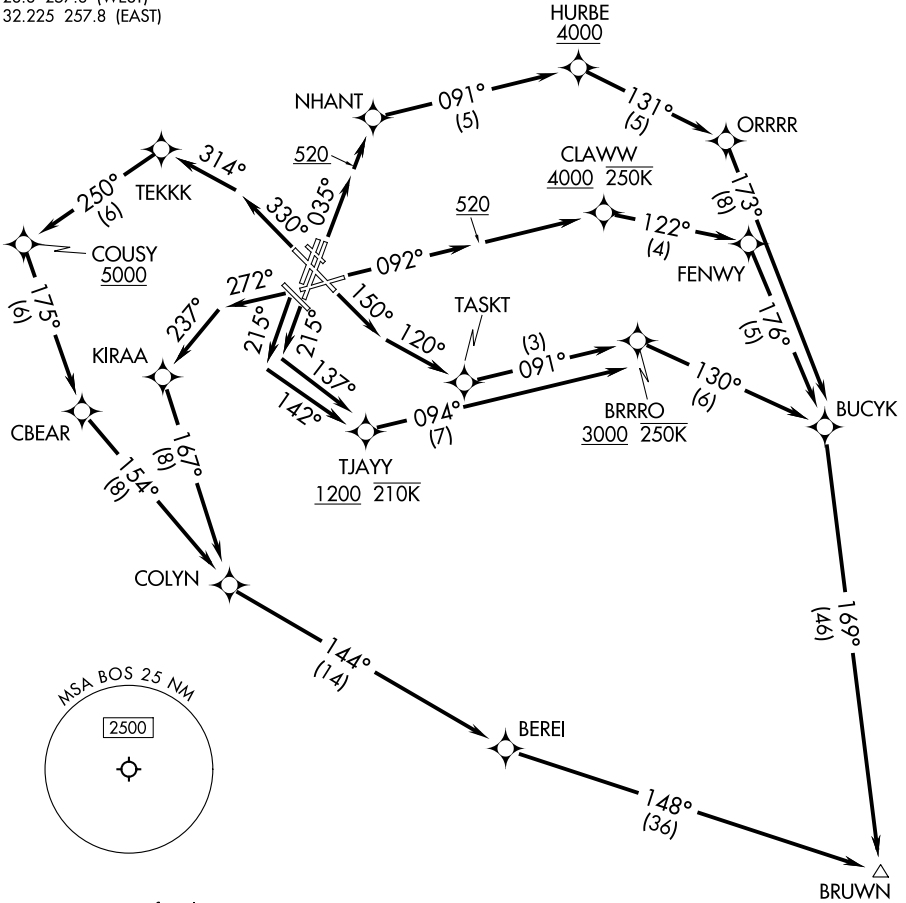 32.225 257.8 (EAST)
HURBE
4000
NHANT
091°
(5)
131°
(5)
ORRRR
520
CLAWW
4000 250K
314°
TEKKK
035°
173°
(8)
250°
(6)
330°
520
122°
(4)
COUSY
5000
092°
FENWY
272°
150°
TASKT
175°
(6)
237°
215°
215°
120°
(3)
091°
176°
(5)
KIRAA
137°
142°
130°
(6)
CBEAR
094°
(7)
BRRRO
3000 250K
BUCYK
TJAYY
1200 210K
167°
(8)
154°
(8)
COLYN
169°
(46)
144°
(14)
MSA BOS 25 NM
2500
BEREI
148°
(36)
BRUWN